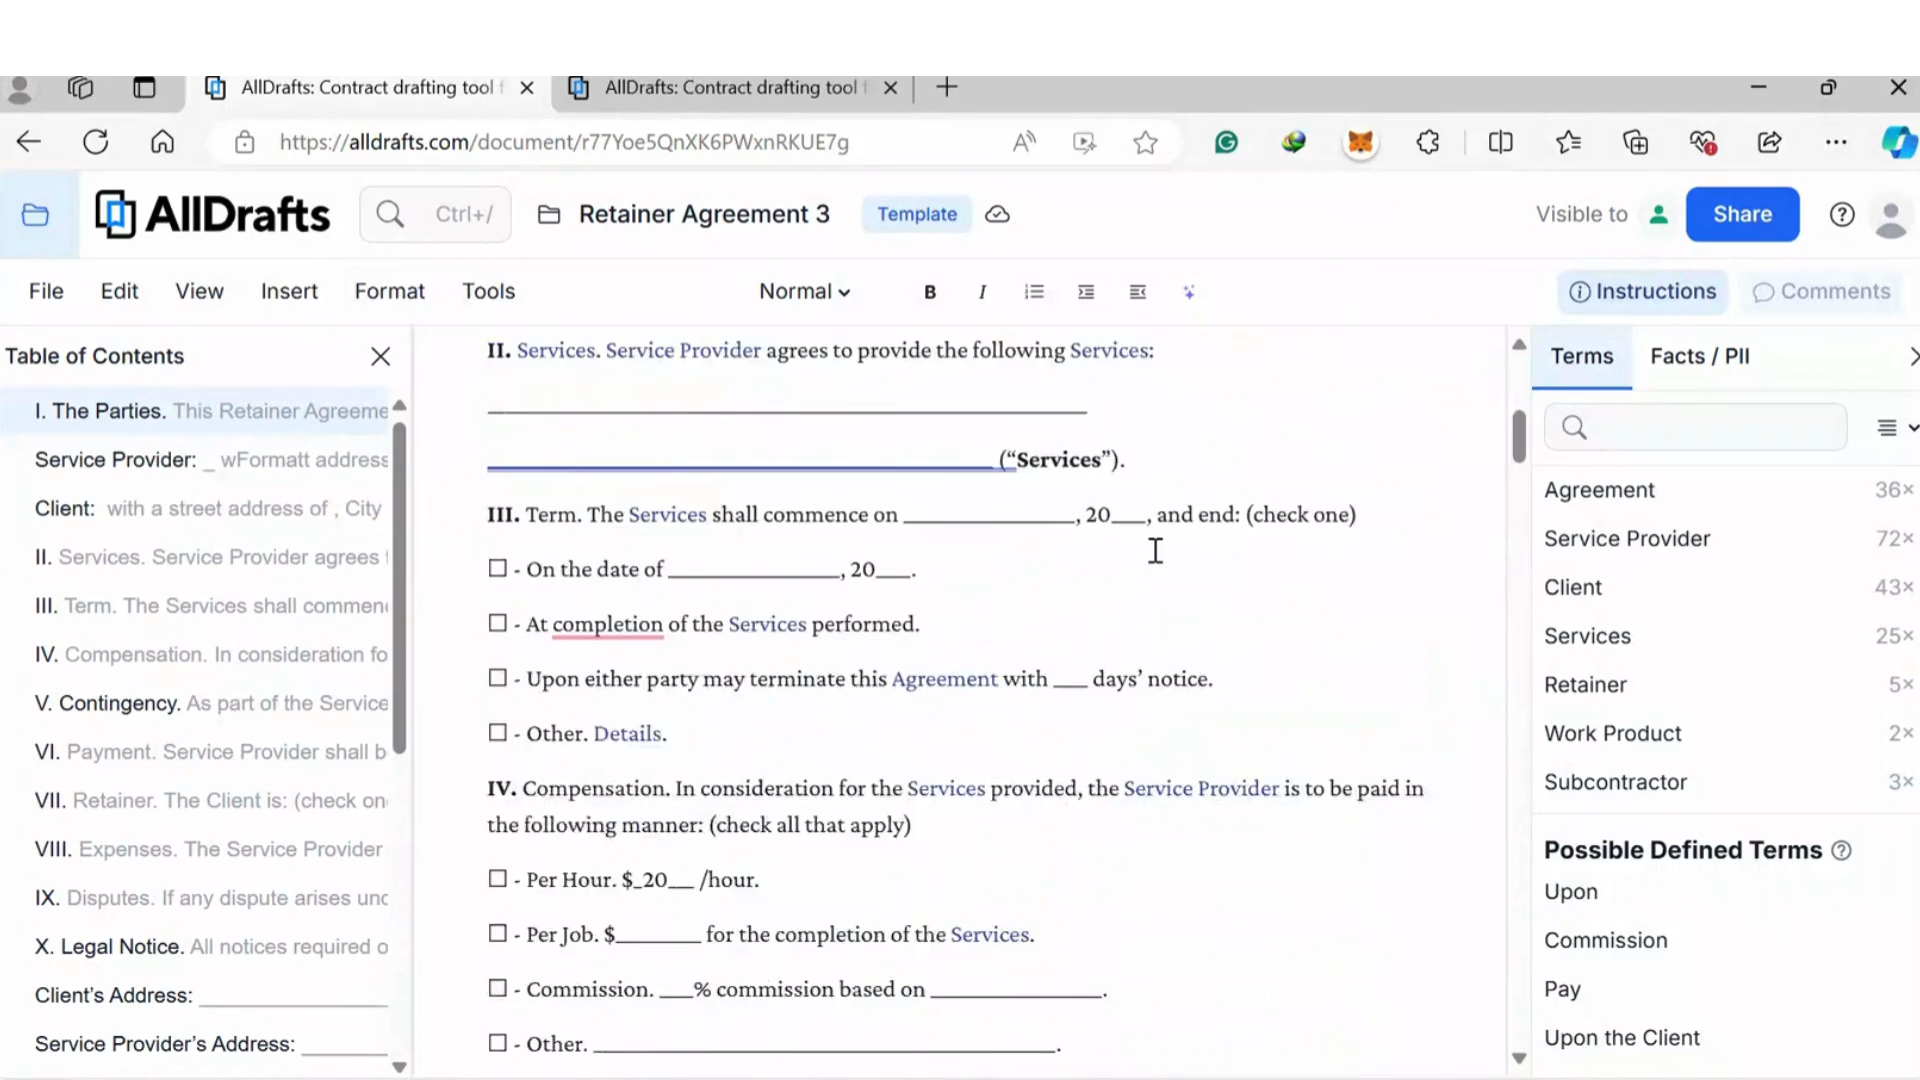 AllDrafts: Contract drafting tool f
AllDrafts: Contract drafting tool f
https://alldrafts.com/document/r77Yoe5QnXK6PWxnRKUE7g
AllDrafts
Ctrl+/
Retainer Agreement 3
Template
Visible to
Share
File Edit View Insert Format Tools
Normal
B I
Instructions
Comments
Table of Contents
I. The Parties. This Retainer Agreeme
Service Provider: _ wFormatt address
Client: with a street address of , City
II. Services. Service Provider agrees t
III. Term. The Services shall commen
IV. Compensation. In consideration fo
V. Contingency. As part of the Service
VI. Payment. Service Provider shall b
VII. Retainer. The Client is: (check on
VIII. Expenses. The Service Provider
IX. Disputes. If any dispute arises und
X. Legal Notice. All notices required o
Client's Address: ________________
Service Provider's Address: _______
II. Services. Service Provider agrees to provide the following Services:
____________________________________________
_____________________________________ (“Services”).
III. Term. The Services shall commence on ____________, 20___, and end: (check one)
☐ - On the date of ____________, 20___.
☐ - At completion of the Services performed.
☐ - Upon either party may terminate this Agreement with ___ days’ notice.
☐ - Other. Details.
IV. Compensation. In consideration for the Services provided, the Service Provider is to be paid in
the following manner: (check all that apply)
☐ - Per Hour. $_20__ /hour.
☐ - Per Job. $_______ for the completion of the Services.
☐ - Commission. ___% commission based on ____________.
☐ - Other. ________________________________.
Terms
Facts / PII
Agreement 36×
Service Provider 72×
Client 43×
Services 25×
Retainer 5×
Work Product 2×
Subcontractor 3×
Possible Defined Terms
Upon
Commission
Pay
Upon the Client